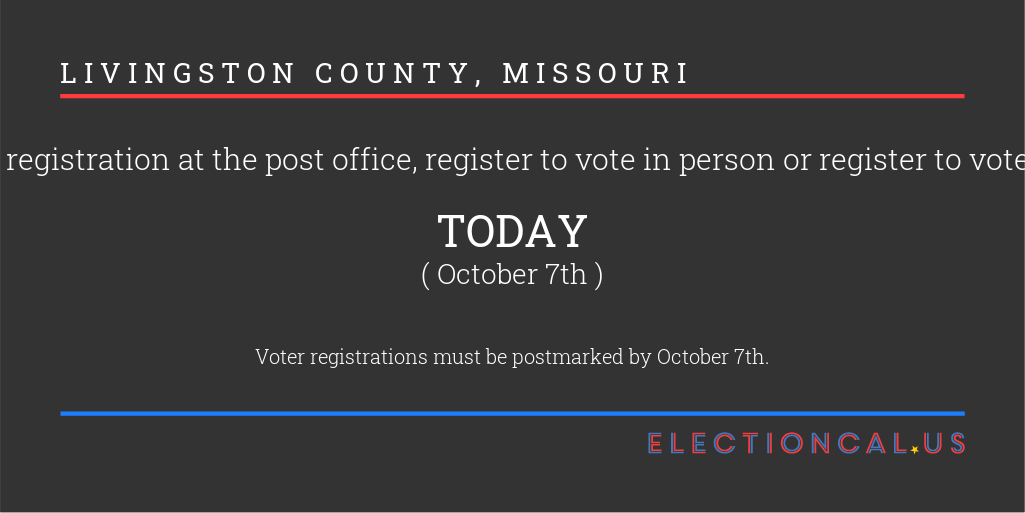 LIVINGSTON COUNTY, MISSOURI
registration at the post office, register to vote in person or register to vote
TODAY
( October 7th )
Voter registrations must be postmarked by October 7th.
ELECTIONCAL.US